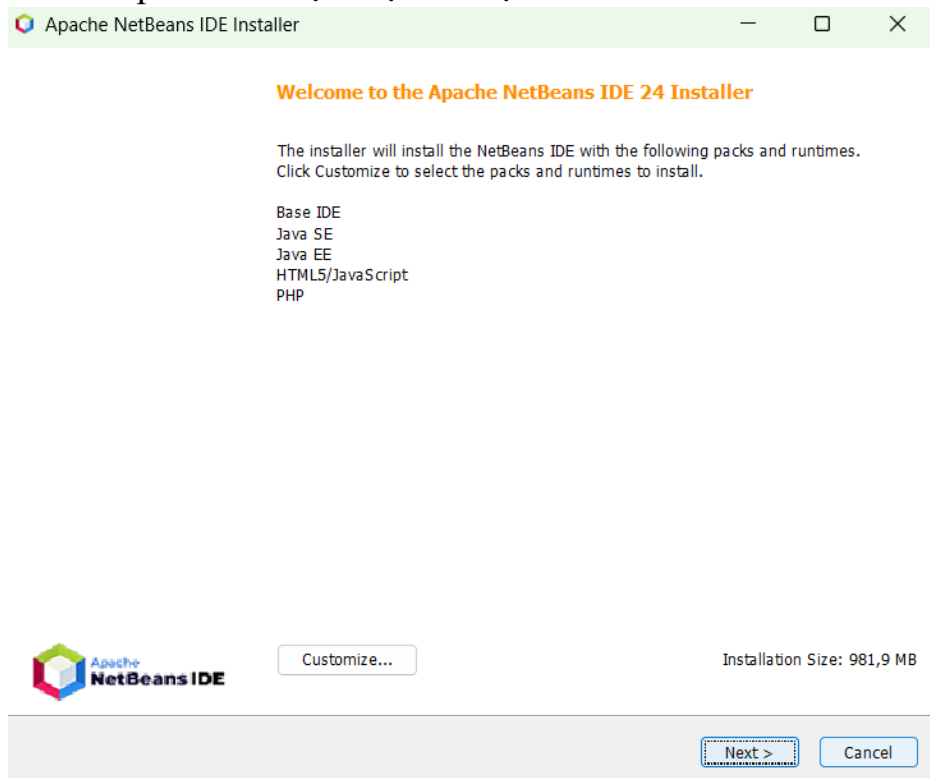 Apache NetBeans IDE Installer
Welcome to the Apache NetBeans IDE 24 Installer
The installer will install the NetBeans IDE with the following packs and runtimes.
Click Customize to select the packs and runtimes to install.
Base IDE
Java SE
Java EE
HTML5/JavaScript
PHP
Apache
NetBeans IDE
Customize...
Installation Size: 981,9 MB
Next >
Cancel